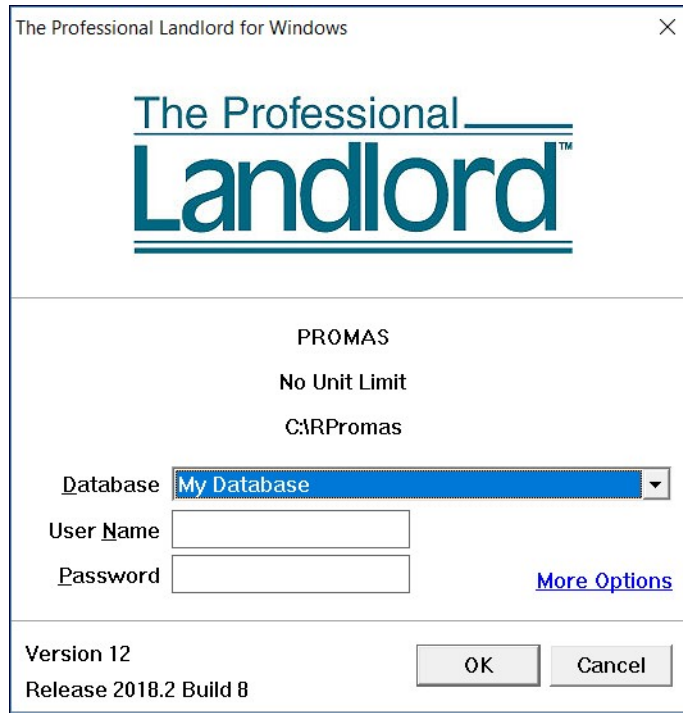 The Professional Landlord for Windows
The Professional
Landlord™
PROMAS
No Unit Limit
C:\RPromas
Database My Database
User Name
Password
More Options
Version 12
Release 2018.2 Build 8
OK Cancel